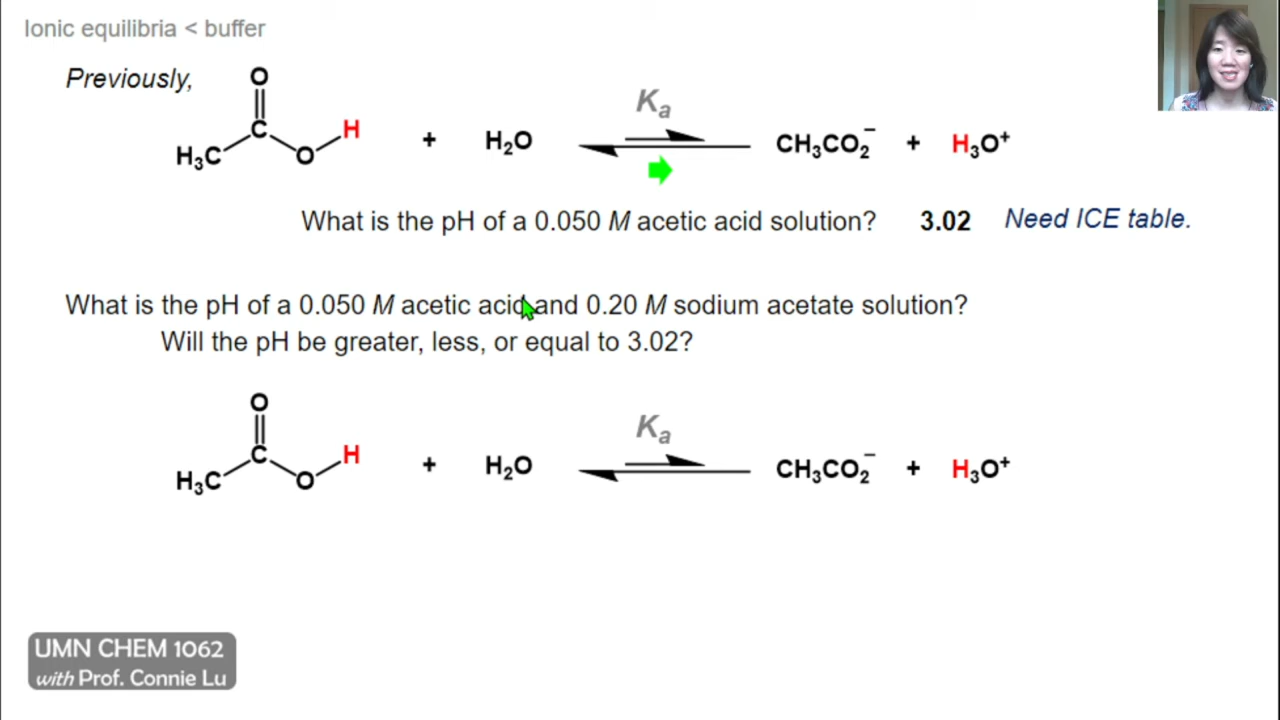 Ionic equilibria < buffer
Previously,
O
H₃C C O H + H₂O Kₐ CH₃CO₂⁻ + H₃O⁺
What is the pH of a 0.050 M acetic acid solution? 3.02 Need ICE table.
What is the pH of a 0.050 M acetic acid and 0.20 M sodium acetate solution?
Will the pH be greater, less, or equal to 3.02?
O
H₃C C O H + H₂O Kₐ CH₃CO₂⁻ + H₃O⁺
UMN CHEM 1062
with Prof. Connie Lu